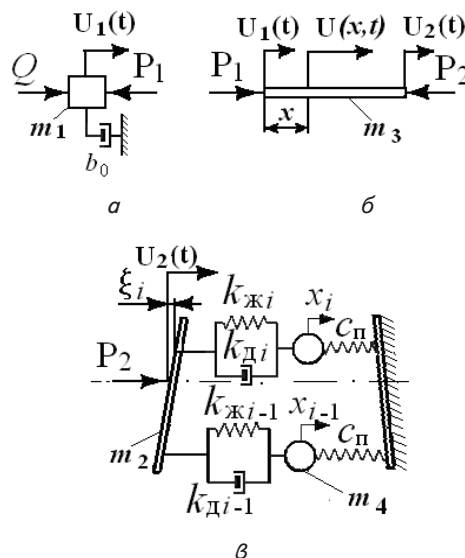 U₁(t)
Q
P₁
m₁
b₀
а
U₁(t) U(x,t) U₂(t)
P₁
P₂
x
m₃
б
U₂(t)
ξᵢ
kжi
xᵢ
cп
kдi
P₂
kжi-1
xᵢ₋₁
cп
m₂
kдi-1
m₄
в